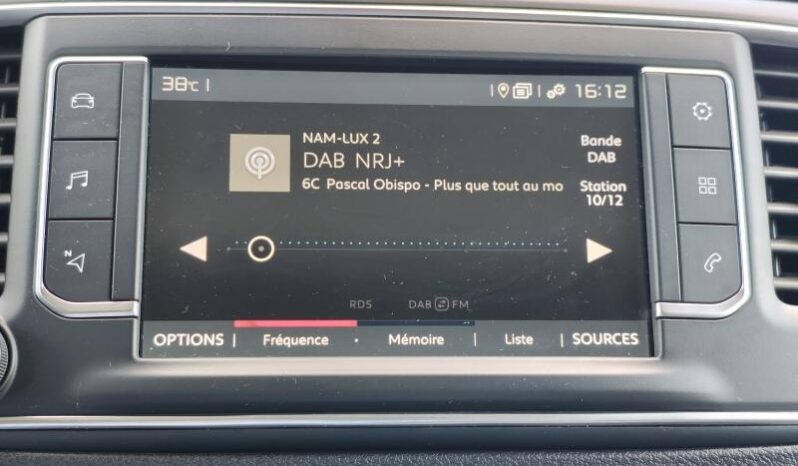 38°C
16:12
NAM-LUX 2
DAB NRJ+
6C Pascal Obispo - Plus que tout au mo
Bande
DAB
Station
10/12
RDS
DAB FM
OPTIONS | Fréquence · Mémoire | Liste | SOURCES
N